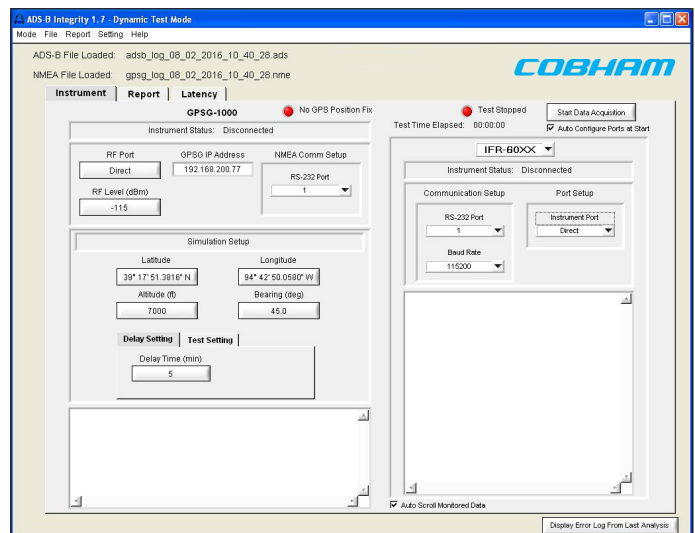 ADS-B Integrity 1.7 - Dynamic Test Mode
Mode File Report Setting Help
ADS-B File Loaded: adsb_log_08_02_2016_10_40_28.ads
NMEA File Loaded: gpsg_log_08_02_2016_10_40_28.nme
COBHAM
Instrument Report Latency
GPSG-1000 No GPS Position Fix
Instrument Status: Disconnected
RF Port GPSG IP Address NMEA Comm Setup
Direct 192.168.200.77
RS-232 Port
1
RF Level (dBm)
-115
Simulation Setup
Latitude Longitude
39° 17' 51.3816" N 94° 42' 50.0580" W
Altitude (ft) Bearing (deg)
7000 45.0
Delay Setting Test Setting
Delay Time (min)
5
Test Stopped
Start Data Acquisition
Test Time Elapsed: 00:00:00
Auto Configure Ports at Start
IFR-60XX
Instrument Status: Disconnected
Communication Setup Port Setup
RS-232 Port Instrument Port
1 Direct
Baud Rate
115200
Auto Scroll Monitored Data
Display Error Log From Last Analysis